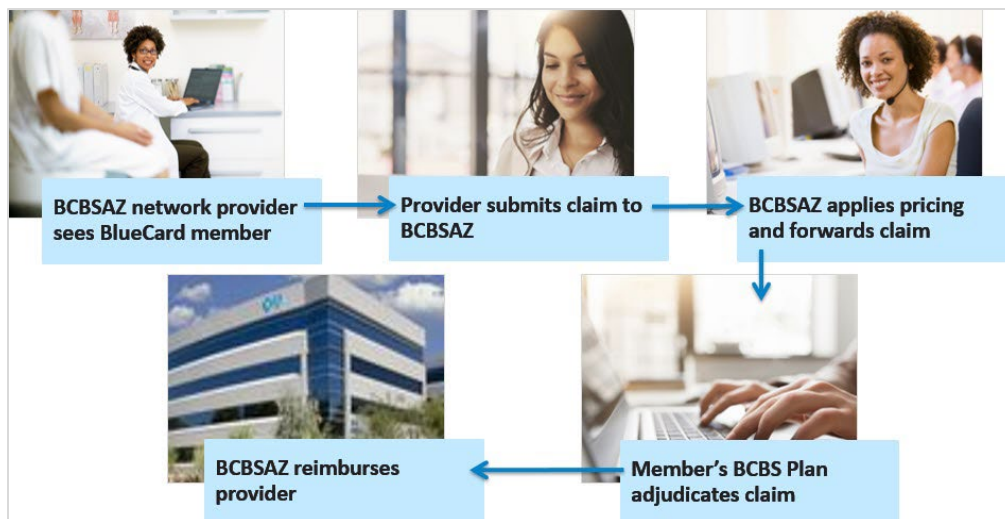 BCBSAZ network provider
sees BlueCard member
Provider submits claim to
BCBSAZ
BCBSAZ applies pricing
and forwards claim
Member’s BCBS Plan
adjudicates claim
BCBSAZ reimburses
provider